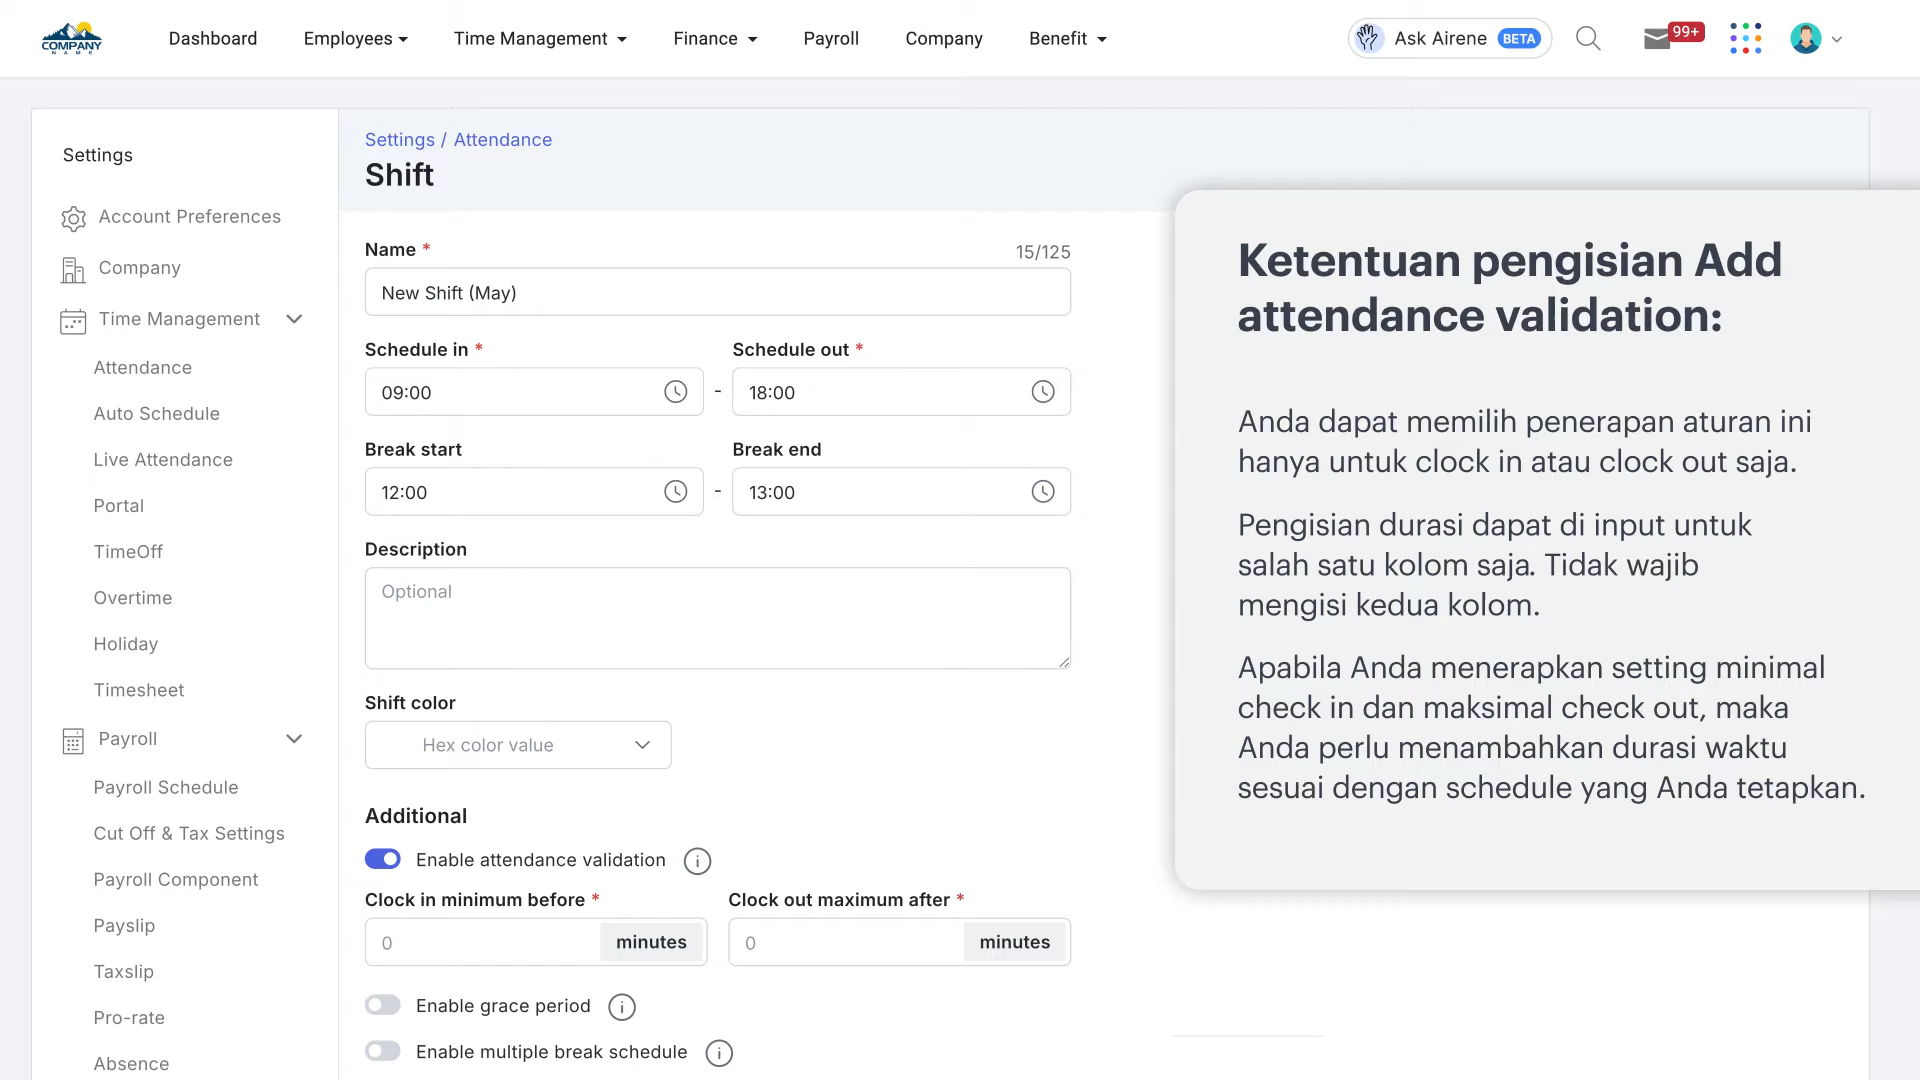 COMPANY
NAME
Dashboard
Employees
Time Management
Finance
Payroll
Company
Benefit
Ask Airene BETA
99+
Settings
Account Preferences
Company
Time Management
Attendance
Auto Schedule
Live Attendance
Portal
TimeOff
Overtime
Holiday
Timesheet
Payroll
Payroll Schedule
Cut Off & Tax Settings
Payroll Component
Payslip
Taxslip
Pro-rate
Absence
Settings / Attendance
Shift
Name * 15/125
New Shift (May)
Schedule in * Schedule out *
09:00 - 18:00
Break start Break end
12:00 - 13:00
Description
Optional
Shift color
Hex color value
Additional
Enable attendance validation
Clock in minimum before * Clock out maximum after *
0 minutes 0 minutes
Enable grace period
Enable multiple break schedule
Ketentuan pengisian Add
attendance validation:
Anda dapat memilih penerapan aturan ini
hanya untuk clock in atau clock out saja.
Pengisian durasi dapat di input untuk
salah satu kolom saja. Tidak wajib
mengisi kedua kolom.
Apabila Anda menerapkan setting minimal
check in dan maksimal check out, maka
Anda perlu menambahkan durasi waktu
sesuai dengan schedule yang Anda tetapkan.